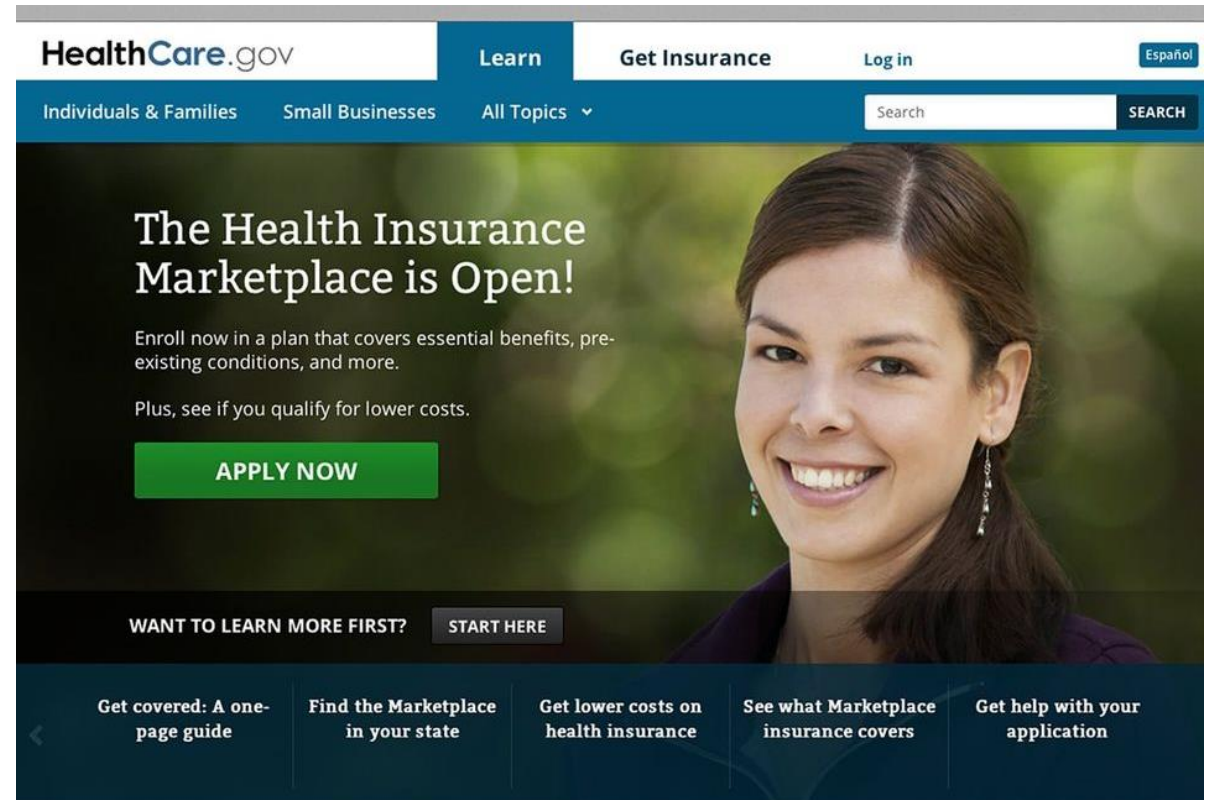 HealthCare.gov
Learn
Get Insurance
Log in
Español
Individuals & Families
Small Businesses
All Topics
Search
SEARCH
The Health Insurance
Marketplace is Open!
Enroll now in a plan that covers essential benefits, pre-
existing conditions, and more.
Plus, see if you qualify for lower costs.
APPLY NOW
WANT TO LEARN MORE FIRST?
START HERE
Get covered: A one-
page guide
Find the Marketplace
in your state
Get lower costs on
health insurance
See what Marketplace
insurance covers
Get help with your
application